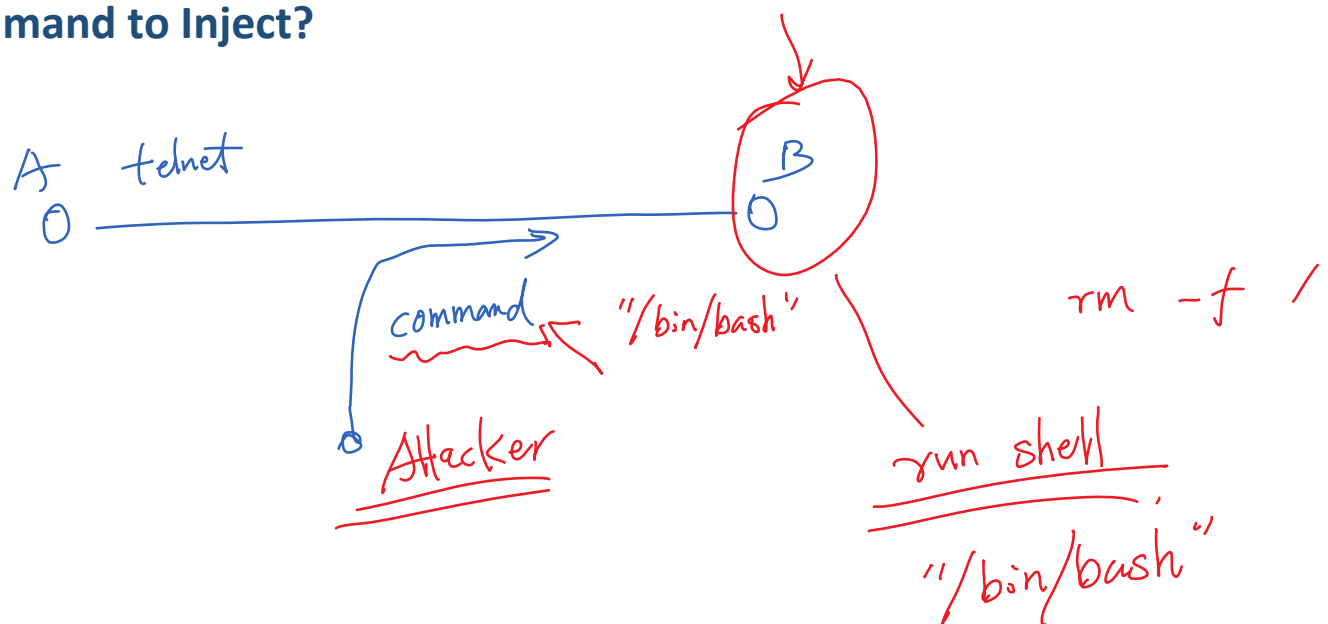 mand to Inject?
A telnet
B
command
"/bin/bash"
rm -f /
Attacker
run shell
"/bin/bash"